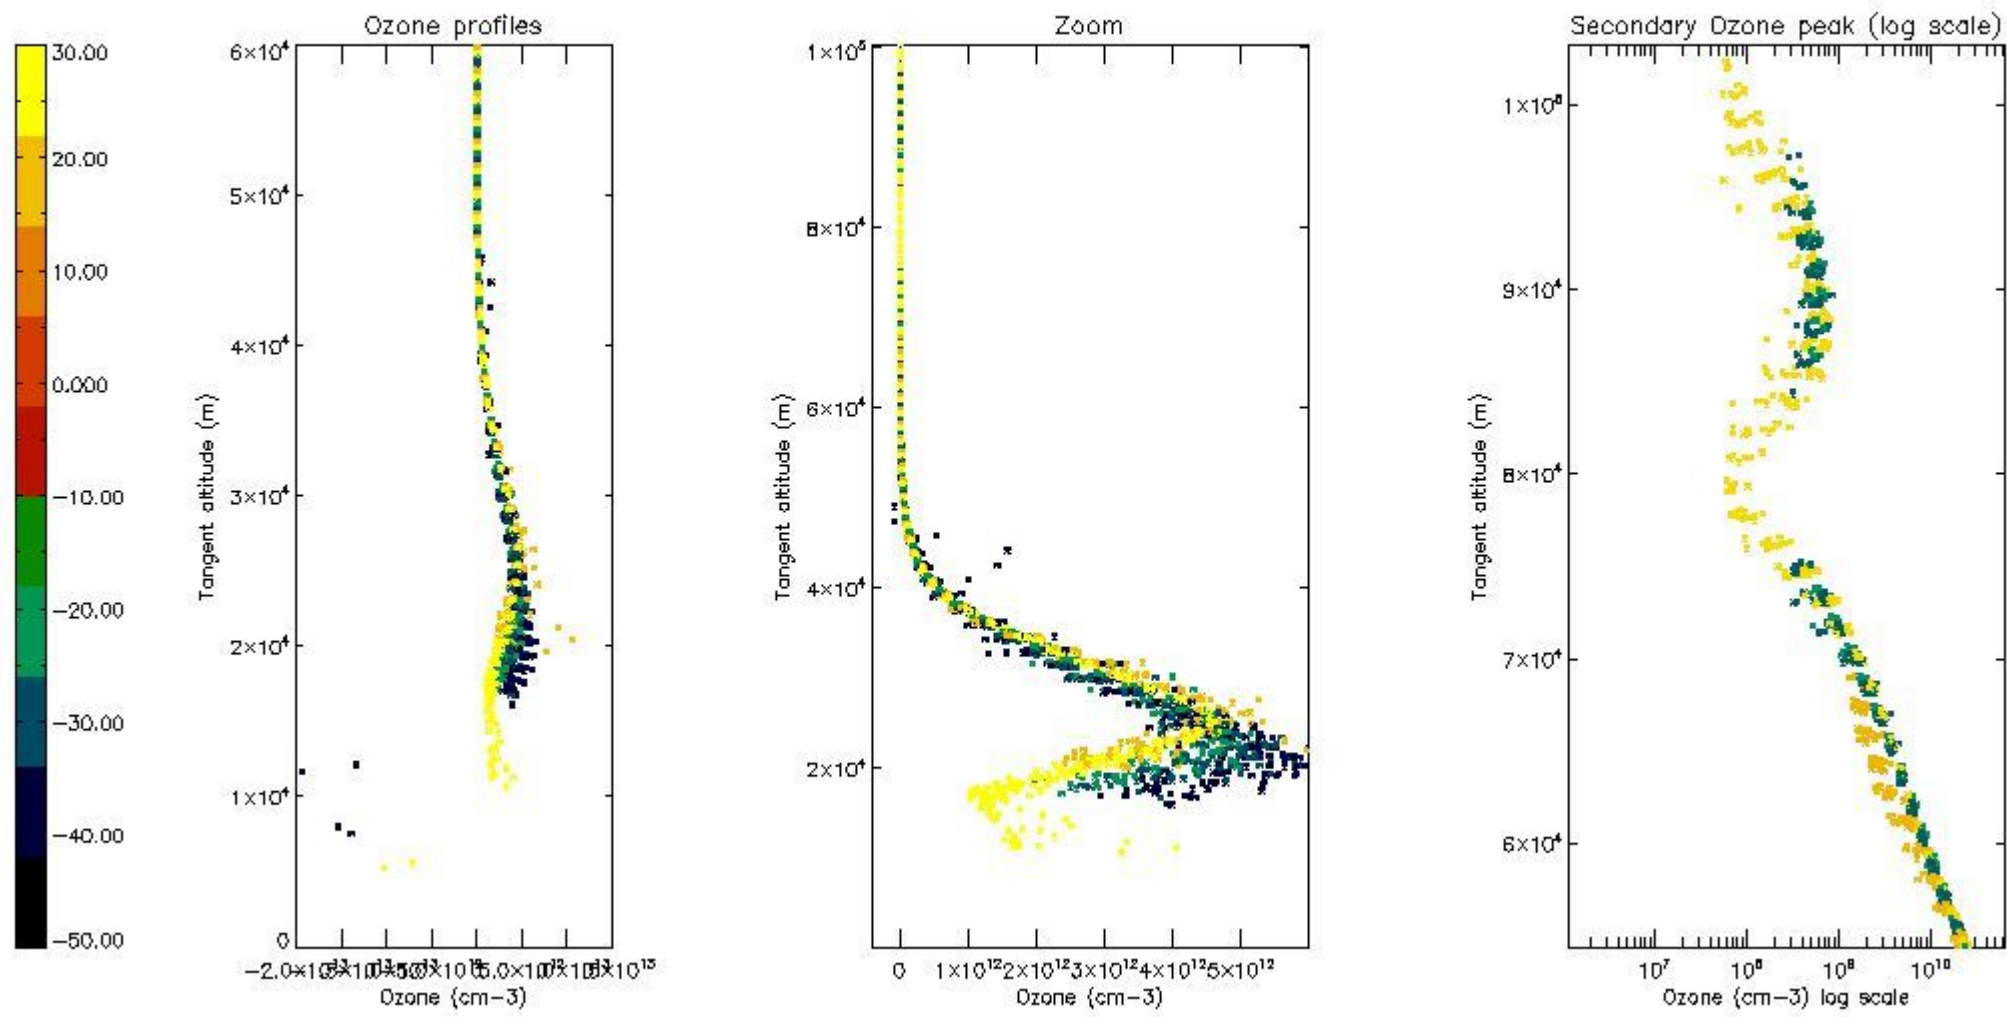 Ozone profiles
Zoom
Secondary Ozone peak (log scale)
30.00
20.00
10.00
0.000
−10.00
−20.00
−30.00
−40.00
−50.00
6×10⁴
5×10⁴
4×10⁴
3×10⁴
2×10⁴
1×10⁴
0
Tangent altitude (m)
Ozone (cm−3)
1×10⁵
8×10⁴
6×10⁴
4×10⁴
2×10⁴
Tangent altitude (m)
0 1×10¹² 2×10¹² 3×10¹² 4×10¹² 5×10¹²
Ozone (cm−3)
9×10⁴
8×10⁴
7×10⁴
6×10⁴
Tangent altitude (m)
10⁷ 10⁸ 10⁹ 10¹⁰
Ozone (cm−3) log scale